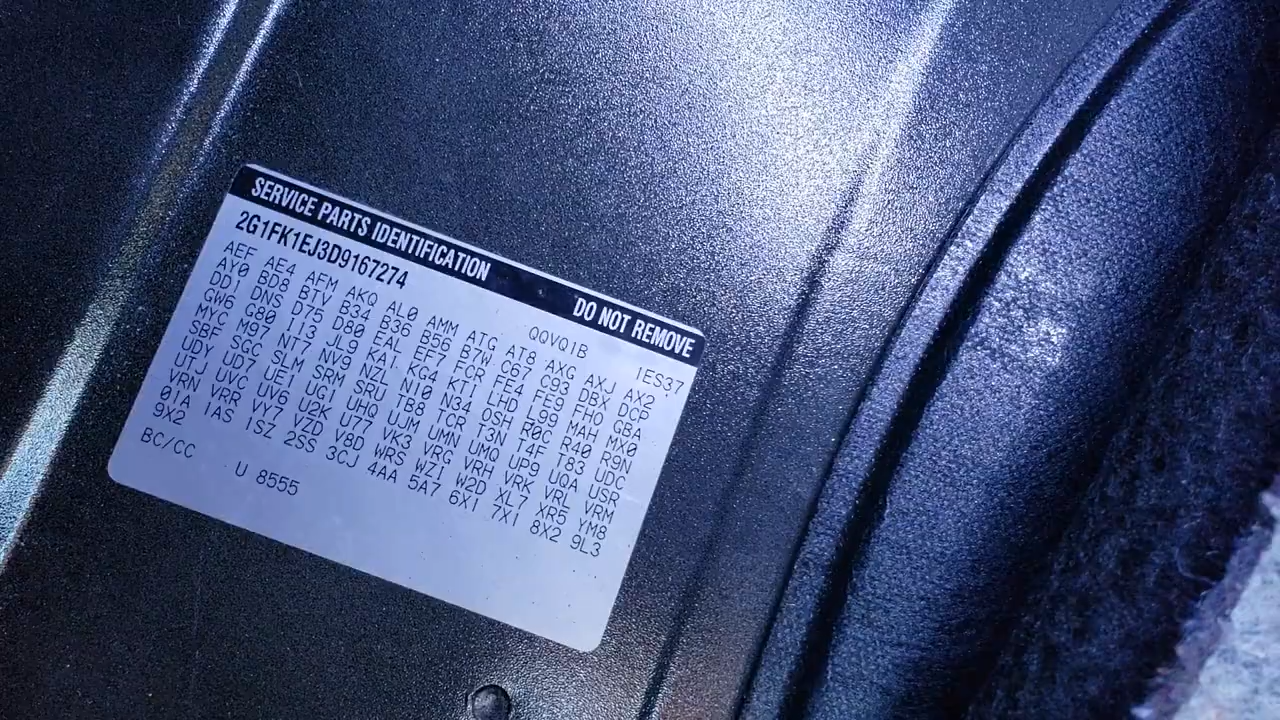 SERVICE PARTS IDENTIFICATION DO NOT REMOVE
2G1FK1EJ3D9167274 QQVQIB IES37
AEF AE4 AFM AKQ AL0 AMM ATG AT8 AXG AXJ AX2
AY0 BD8 BTV B34 B36 B56 B7W C67 C93 DBX DCP
DD1 DNS D75 D80 EAL EF7 FCR FE4 FE9 FHO GBA
GW6 G80 I13 JL9 KA1 KG4 KTI LHD L99 MAH MX0
MYC M97 NT7 NV9 NZL N10 N34 OSH R0C R40 R9N
SBF SGC SLM SRM SRU TB8 TCR T3N T4F T83 UDC
UDY UD7 UE1 UG1 UHQ UJM UMN UMQ UP9 UQA USR
UTJ UVC UV6 U2K U77 VK3 VRG VRH VRK VRL VRM
VRN VRR VY7 VZD V8D WRS WZ1 W2D XL7 XR5 YM8
01A 1AS 1SZ 2SS 3CJ 4AA 5A7 6X1 7X1 8X2 9L3
9X2
BC/CC U 8555